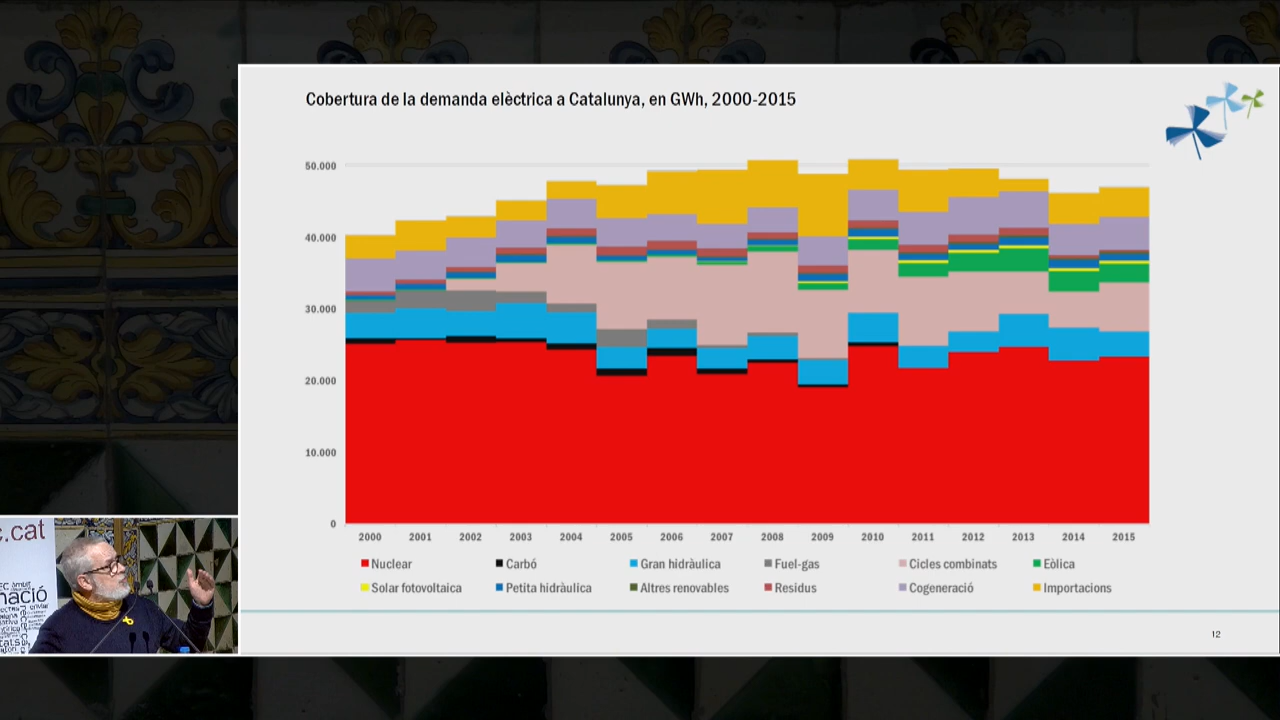 Cobertura de la demanda elèctrica a Catalunya, en GWh, 2000-2015
50.000
40.000
30.000
20.000
10.000
0
2000 2001 2002 2003 2004 2005 2006 2007 2008 2009 2010 2011 2012 2013 2014 2015
Nuclear Carbó Gran hidràulica Fuel-gas Cicles combinats Eòlica
Solar fotovoltaica Petita hidràulica Altres renovables Residus Cogeneració Importacions
12
c.cat
nació